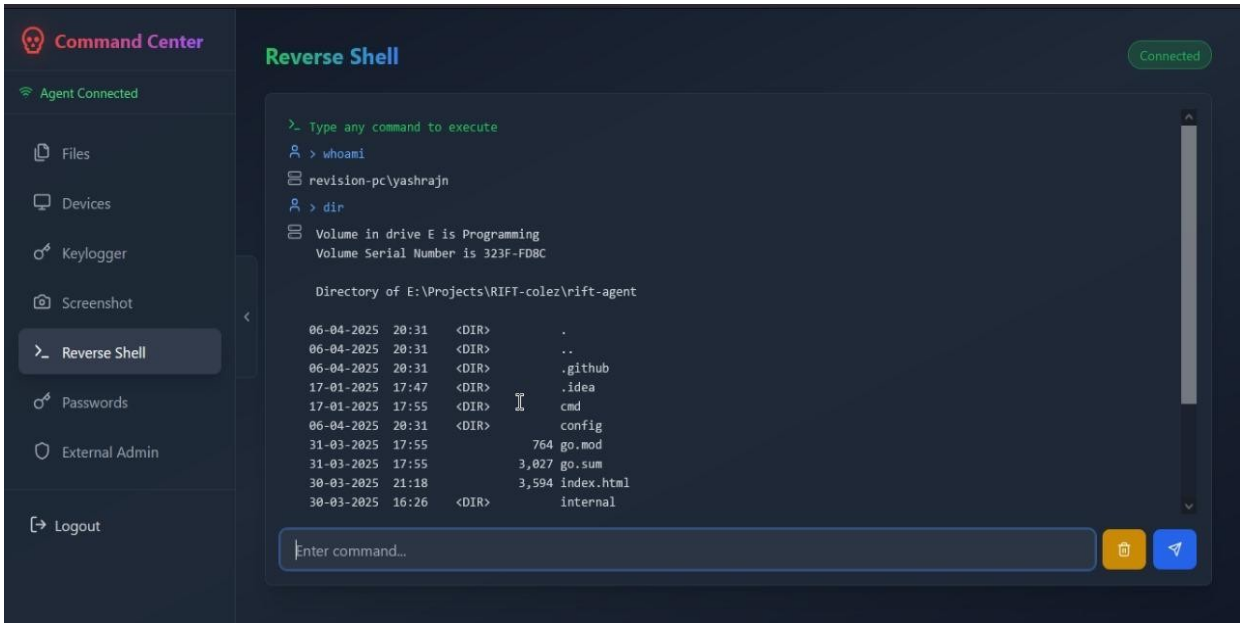 Command Center
Agent Connected
Files
Devices
Keylogger
Screenshot
Reverse Shell
Passwords
External Admin
Logout
Reverse Shell
Connected
>_ Type any command to execute
> whoami
revision-pc\yashrajn
> dir
Volume in drive E is Programming
Volume Serial Number is 323F-FD8C
Directory of E:\Projects\RIFT-colez\rift-agent
06-04-2025 20:31 <DIR> .
06-04-2025 20:31 <DIR> ..
06-04-2025 20:31 <DIR> .github
17-01-2025 17:47 <DIR> .idea
17-01-2025 17:55 <DIR> cmd
06-04-2025 20:31 <DIR> config
31-03-2025 17:55 764 go.mod
31-03-2025 17:55 3,027 go.sum
30-03-2025 21:18 3,594 index.html
30-03-2025 16:26 <DIR> internal
Enter command...